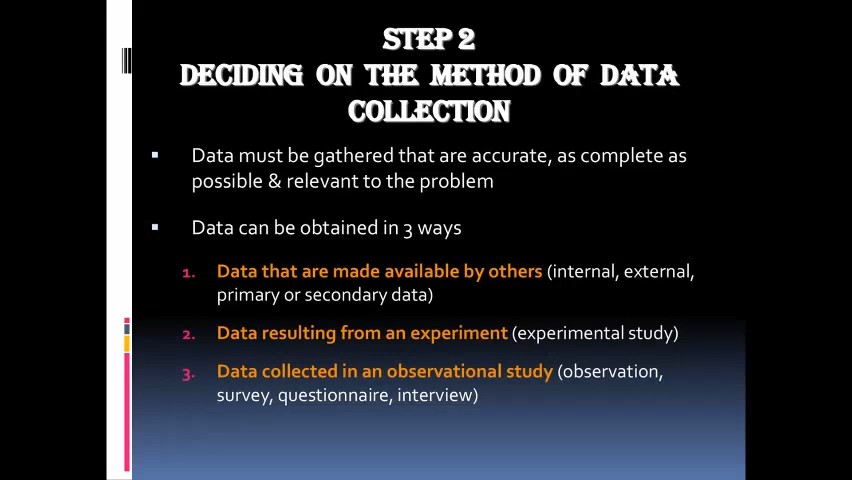 STEP 2
DECIDING ON THE METHOD OF DATA
COLLECTION
▪ Data must be gathered that are accurate, as complete as
possible & relevant to the problem
▪ Data can be obtained in 3 ways
1. Data that are made available by others (internal, external,
primary or secondary data)
2. Data resulting from an experiment (experimental study)
3. Data collected in an observational study (observation,
survey, questionnaire, interview)